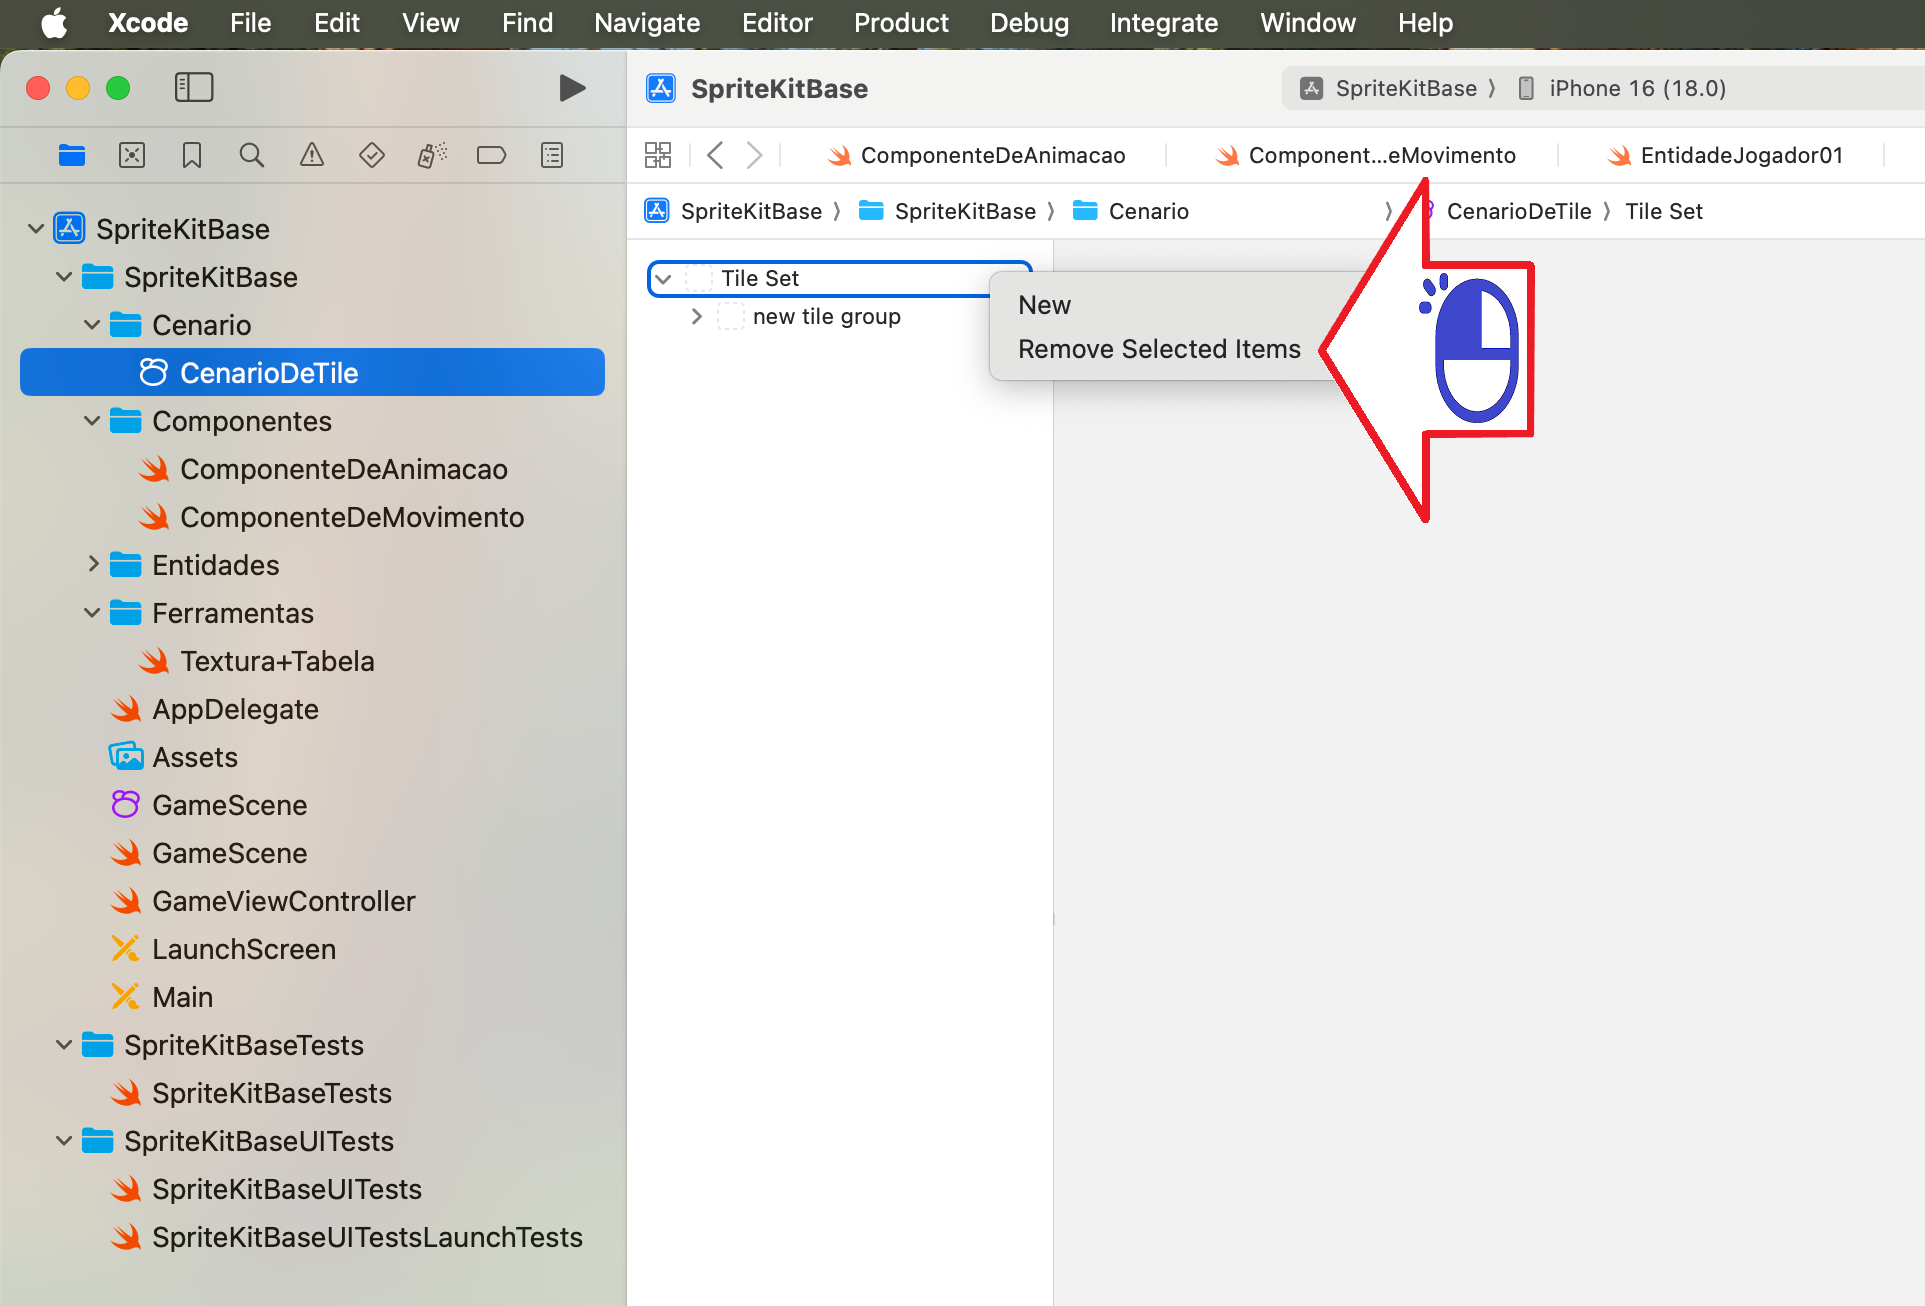 Xcode File Edit View Find Navigate Editor Product Debug Integrate Window Help
SpriteKitBase
SpriteKitBase 〉 iPhone 16 (18.0)
ComponenteDeAnimacao
Component...eMovimento
EntidadeJogador01
SpriteKitBase 〉 SpriteKitBase 〉 Cenario 〉 CenarioDeTile 〉 Tile Set
SpriteKitBase
SpriteKitBase
Cenario
CenarioDeTile
Componentes
ComponenteDeAnimacao
ComponenteDeMovimento
Entidades
Ferramentas
Textura+Tabela
AppDelegate
Assets
GameScene
GameScene
GameViewController
LaunchScreen
Main
SpriteKitBaseTests
SpriteKitBaseTests
SpriteKitBaseUITests
SpriteKitBaseUITests
SpriteKitBaseUITestsLaunchTests
Tile Set
new tile group
New
Remove Selected Items